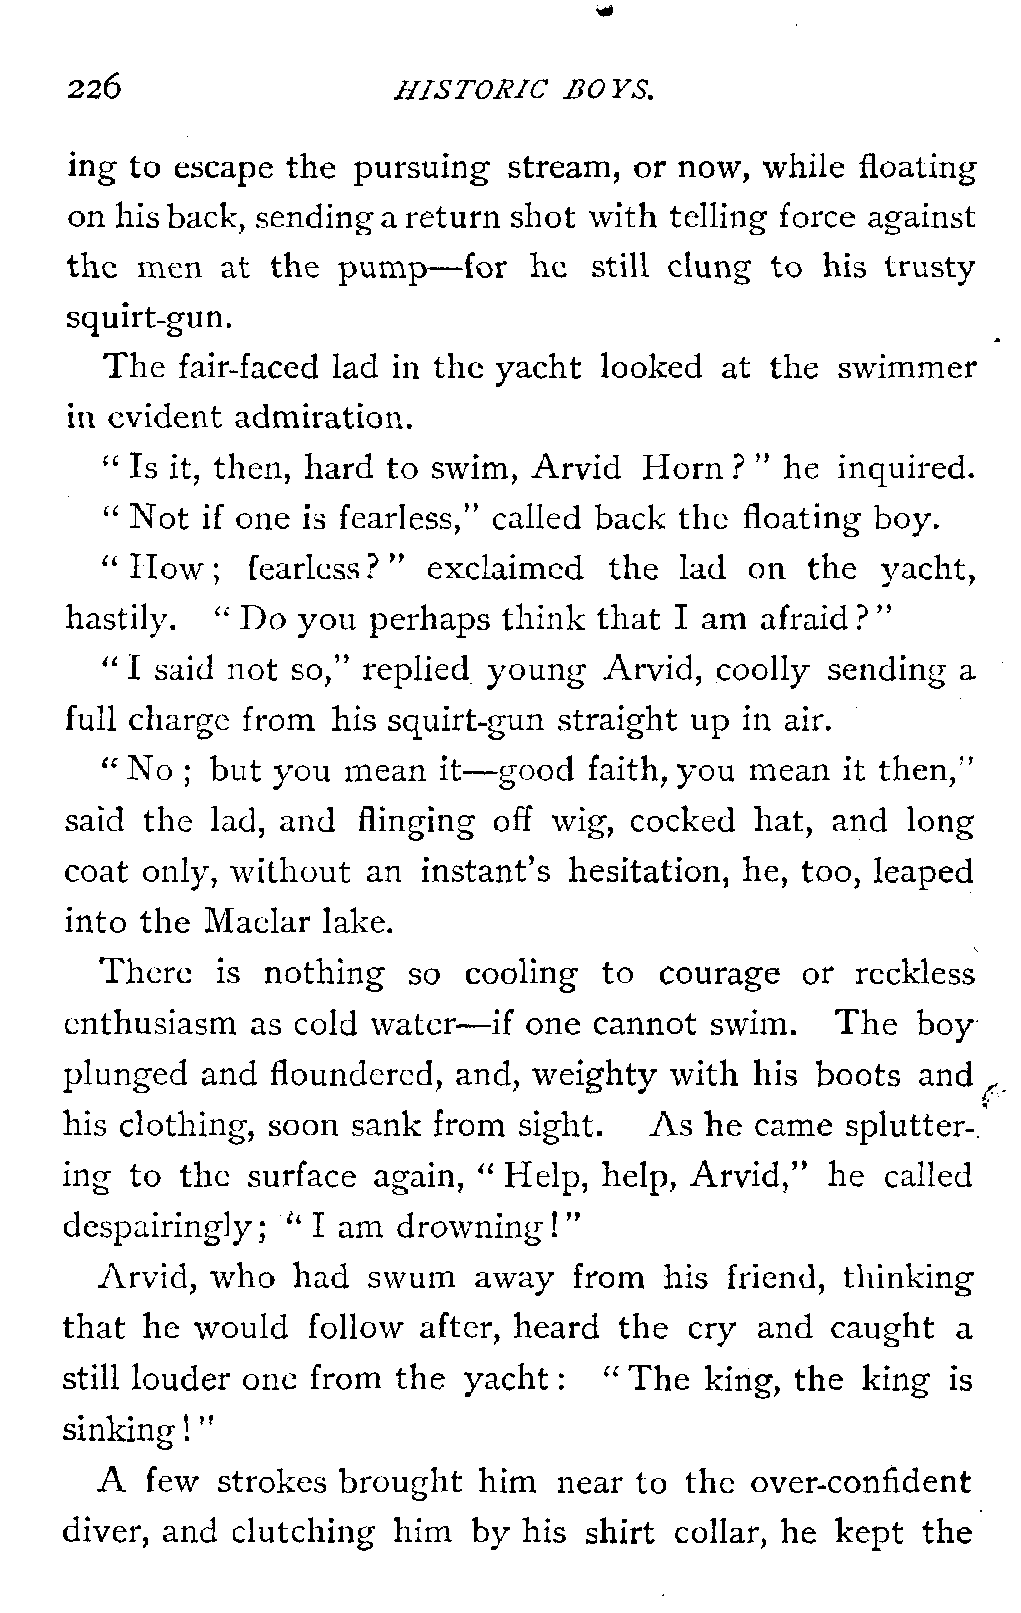 226 HISTORIC BOYS.
ing to escape the pursuing stream, or now, while floating
on his back, sending a return shot with telling force against
the men at the pump—for he still clung to his trusty
squirt-gun.
The fair-faced lad in the yacht looked at the swimmer
in evident admiration.
“Is it, then, hard to swim, Arvid Horn?” he inquired.
“Not if one is fearless,” called back the floating boy.
“How; fearless?” exclaimed the lad on the yacht,
hastily. “Do you perhaps think that I am afraid?”
“I said not so,” replied young Arvid, coolly sending a
full charge from his squirt-gun straight up in air.
“No; but you mean it—good faith, you mean it then,”
said the lad, and flinging off wig, cocked hat, and long
coat only, without an instant's hesitation, he, too, leaped
into the Maelar lake.
There is nothing so cooling to courage or reckless
enthusiasm as cold water—if one cannot swim. The boy
plunged and floundered, and, weighty with his boots and
his clothing, soon sank from sight. As he came splutter-
ing to the surface again, “Help, help, Arvid,” he called
despairingly; “I am drowning!”
Arvid, who had swum away from his friend, thinking
that he would follow after, heard the cry and caught a
still louder one from the yacht: “The king, the king is
sinking!”
A few strokes brought him near to the over-confident
diver, and clutching him by his shirt collar, he kept the